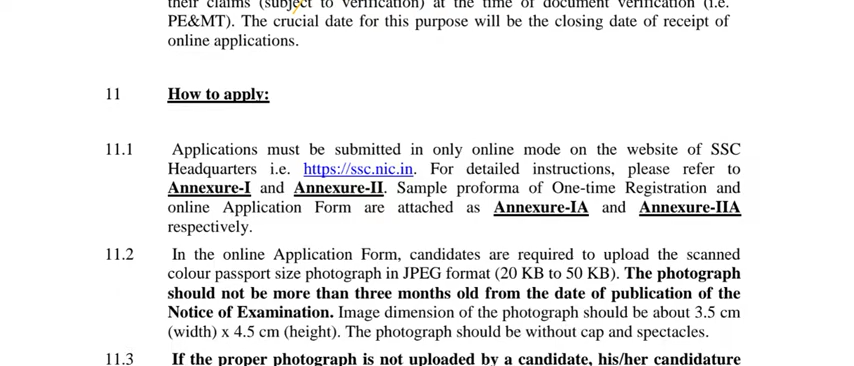 their claims (subject to verification) at the time of document verification (i.e.
PE&MT). The crucial date for this purpose will be the closing date of receipt of
online applications.
11 How to apply:
11.1 Applications must be submitted in only online mode on the website of SSC
Headquarters i.e. https://ssc.nic.in. For detailed instructions, please refer to
Annexure-I and Annexure-II. Sample proforma of One-time Registration and
online Application Form are attached as Annexure-IA and Annexure-IIA
respectively.
11.2 In the online Application Form, candidates are required to upload the scanned
colour passport size photograph in JPEG format (20 KB to 50 KB). The photograph
should not be more than three months old from the date of publication of the
Notice of Examination. Image dimension of the photograph should be about 3.5 cm
(width) x 4.5 cm (height). The photograph should be without cap and spectacles.
11.3 If the proper photograph is not uploaded by a candidate, his/her candidature